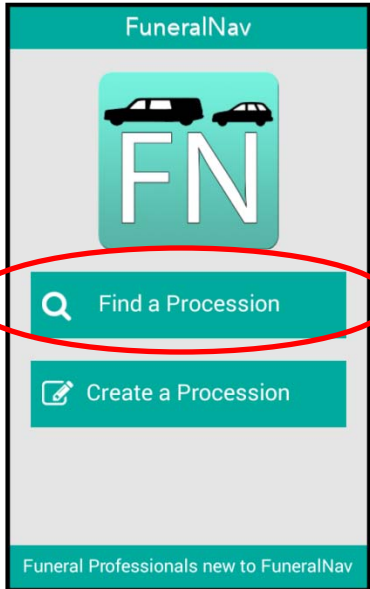 FuneralNav
FN
Find a Procession
Create a Procession
Funeral Professionals new to FuneralNav